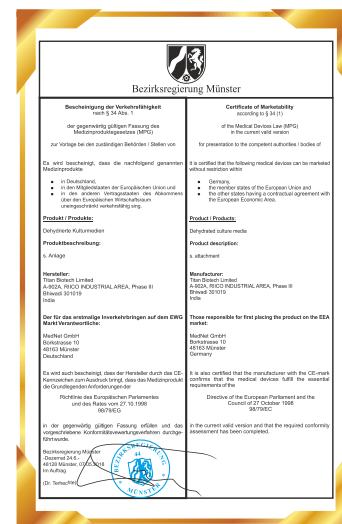 Bezirksregierung Münster
Bescheinigung der Verkehrsfähigkeit
nach § 34 Abs. 1
der gegenwärtig gültigen Fassung des
Medizinproduktegesetzes (MPG)
zur Vorlage bei den zuständigen Behörden / Stellen von
Es wird bescheinigt, dass die nachfolgend genannten
Medizinprodukte
● in Deutschland,
● in den Mitgliedstaaten der Europäischen Union und
● in den anderen Vertragsstaaten des Abkommens
über den Europäischen Wirtschaftsraum
uneingeschränkt verkehrsfähig sing.
Produkt / Produkte:
Dehydrierte Kulturmedien
Produktbeschreibung:
s. Anlage
Hersteller:
Titan Biotech Limited
A-902A, RIICO INDUSTRIAL AREA, Phase III
Bhiwadi 301019
India
Der für das erstmalige Inverkehrbringen auf dem EWG
Markt Verantwortliche:
MedNet GmbH
Borkstrasse 10
48163 Münster
Deutschland
Es wird auch bescheinigt, dass der Hersteller durch das CE-
Kennzeichen zum Ausdruck bringt, dass das Medizinprodukt
die Grundlegenden Anforderungen der
Richtlinie des Europäischen Parlamentes
und des Rates vom 27.10.1998
98/79/EG
in der gegenwärtig gültigen Fassung erfüllen und das
vorgeschriebene Konformitätsvewertungsverfahren durchge-
führt wurde.
Bezirksregierung Münster
-Dezernat 24.6.-
48128 Münster, 07.05.2018
Im Auftrag
(Dr.
BEZIRKSREGIERUNG
44
MÜNSTER
Certificate of Marketability
according to § 34 (1)
of the Medical Devices Law (MPG)
in the current valid version
for presentation to the competent authorities / bodies of
It is certified that the following medical devices can be marketed
without restriction within
● Germany,
● the member states of the European Union and
● the other states having a contractual agreement with
the European Economic Area.
Product / Products:
Dehydrated culture media
Product description:
s. attachment
Manufacturer:
Titan Biotech Limited
A-902A, RIICO INDUSTRIAL AREA, Phase III
Bhiwadi 301019
India
Those responsible for first placing the product on the EEA
market:
MedNet GmbH
Borkstrasse 10
48163 Münster
Germany
It is also certified that the manufacturer with the CE-mark
confirms that the medical devices fulfill the essential
requirements of the
Directive of the European Parliament and the
Council of 27 October 1998
98/79/EC
in the current valid version and that the required conformity
assessment has been completed.